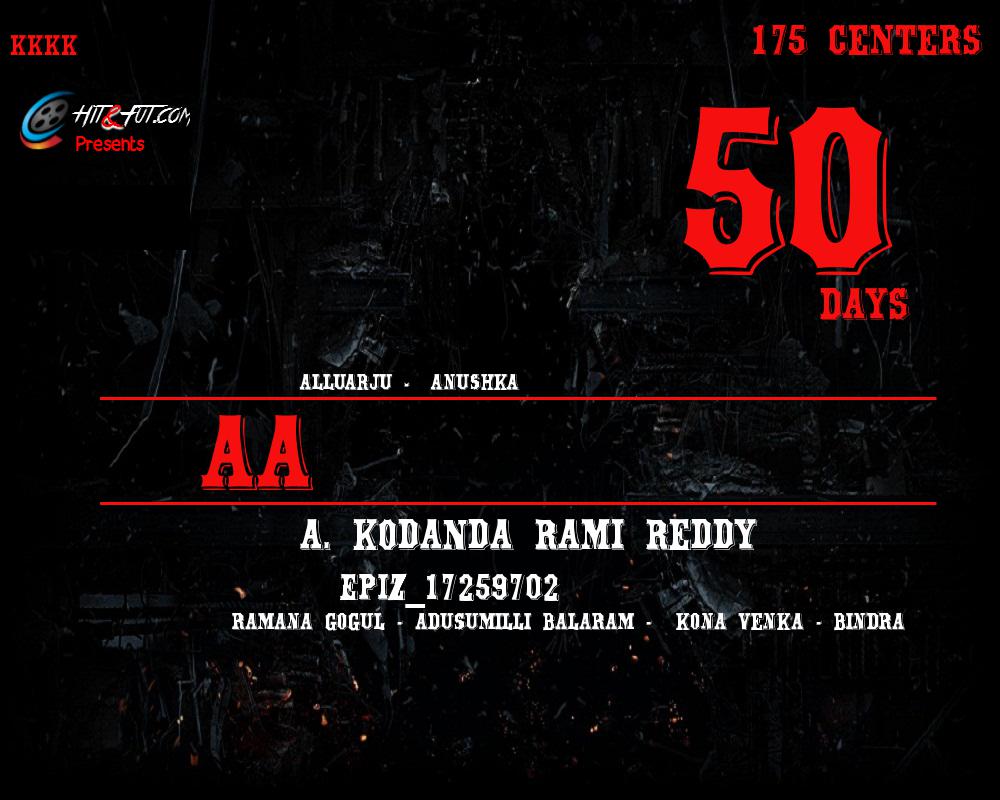 KKKK
175 CENTERS
HIT&FUT.COM
Presents
50
DAYS
ALLUARJU - ANUSHKA
AA
A. KODANDA RAMI REDDY
EPIZ_17259702
RAMANA GOGUL - ADUSUMILLI BALARAM - KONA VENKA - BINDRA